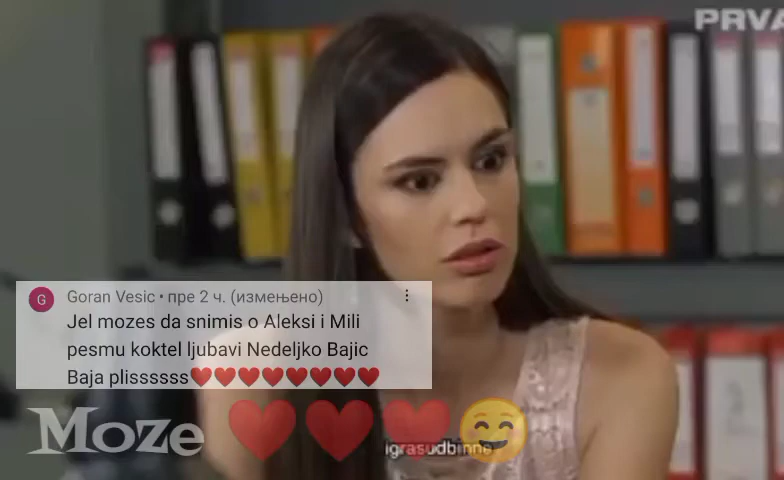 PRVA
G
Goran Vesic • пре 2 ч. (измењено)
Jel mozes da snimis o Aleksi i Mili
pesmu koktel ljubavi Nedeljko Bajic
Baja plissssss❤❤❤❤❤❤❤❤
Moze ❤❤❤☺
igrasudbinne